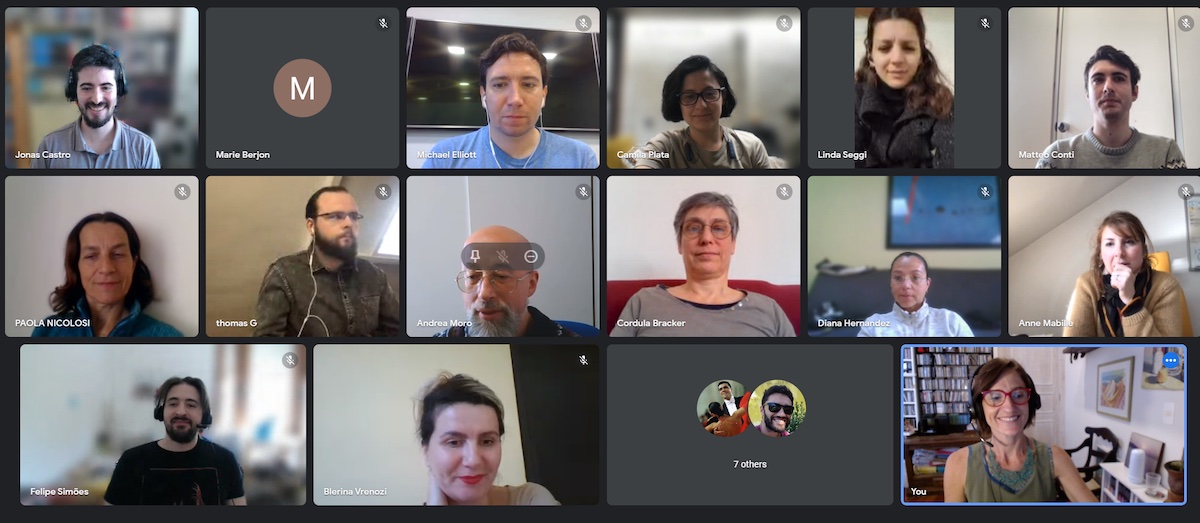 Jonas Castro
M
Marie Berjon
Michael Elliott
Camila Plata
Linda Seggi
Matteo Conti
PAOLA NICOLOSI
thomas G
Andrea Moro
Cordula Bracker
Diana Hernandez
Anne Mabille
Felipe Simões
Blerina Vrenozi
7 others
You